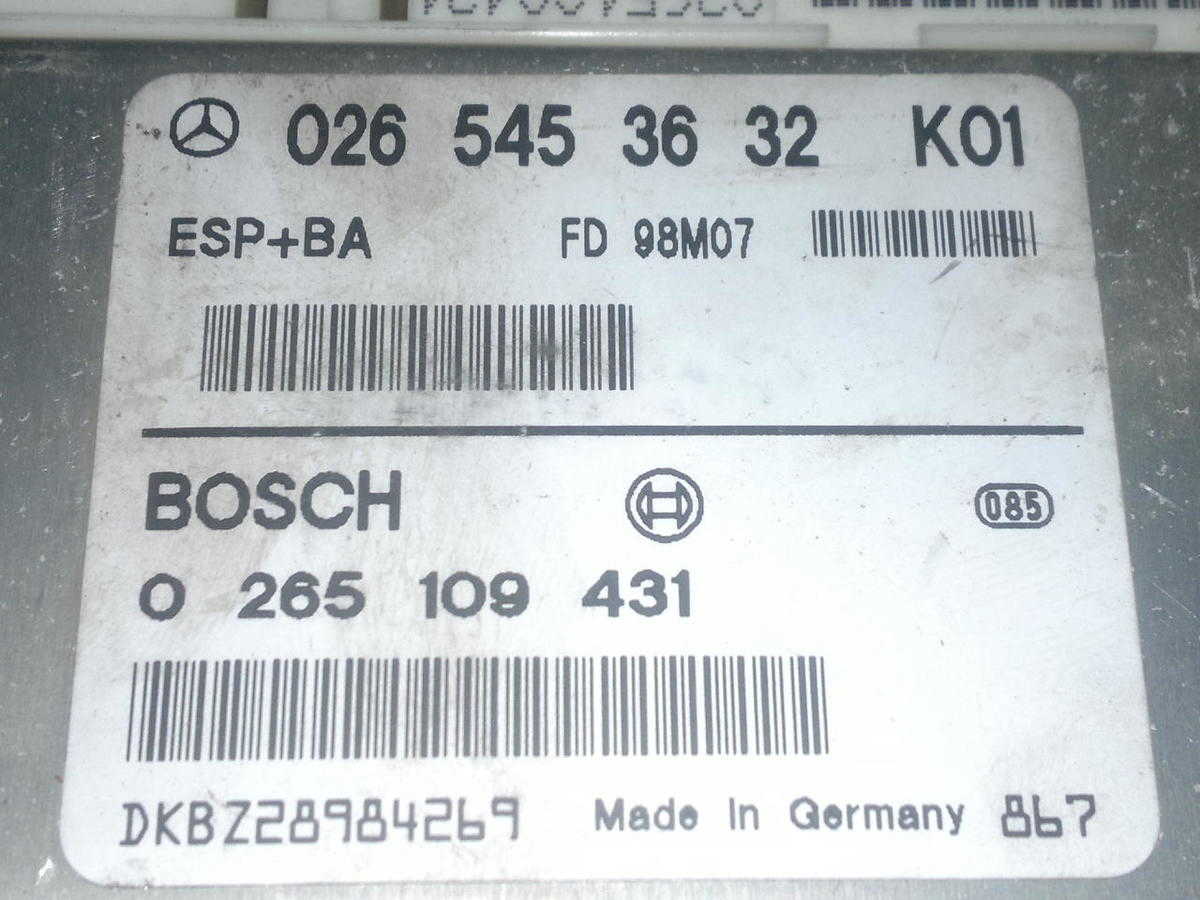 026 545 36 32 K01
ESP+BA FD 98M07
BOSCH 085
0 265 109 431
DKBZ28984269 Made In Germany 867